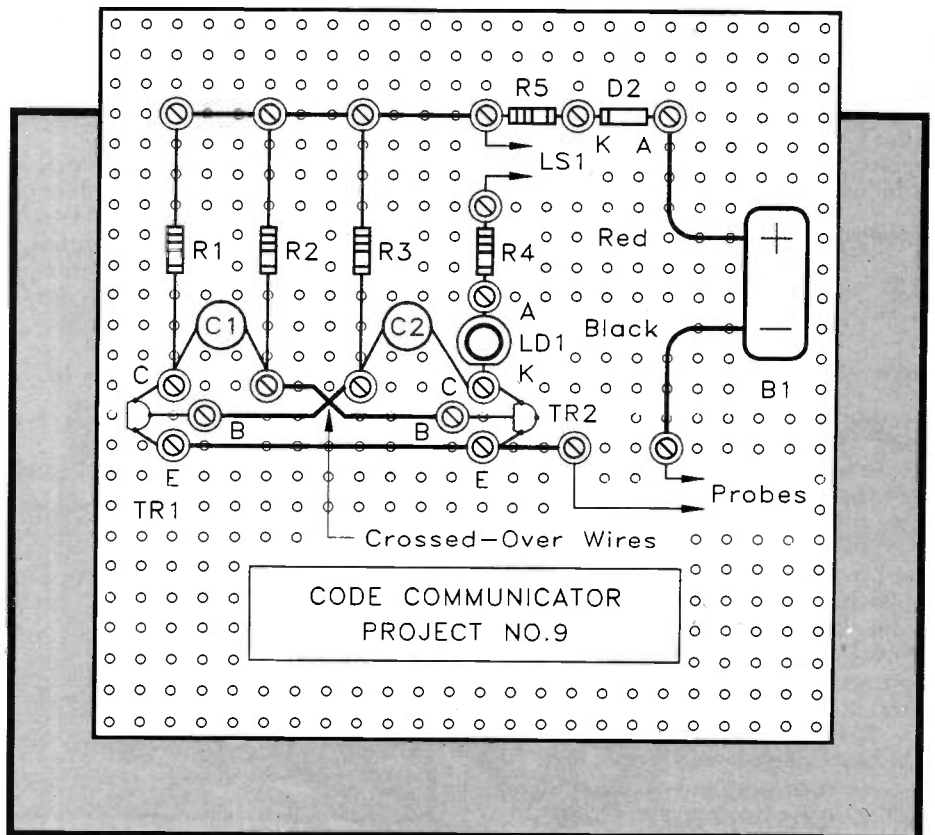 R5 D2
K A
LS1
R1 R2 R3 R4
Red
+
A
C1 C2
LD1
Black
−
K
C C
B1
TR2
B B
E E
Probes
TR1
Crossed–Over Wires
CODE COMMUNICATOR
PROJECT NO.9